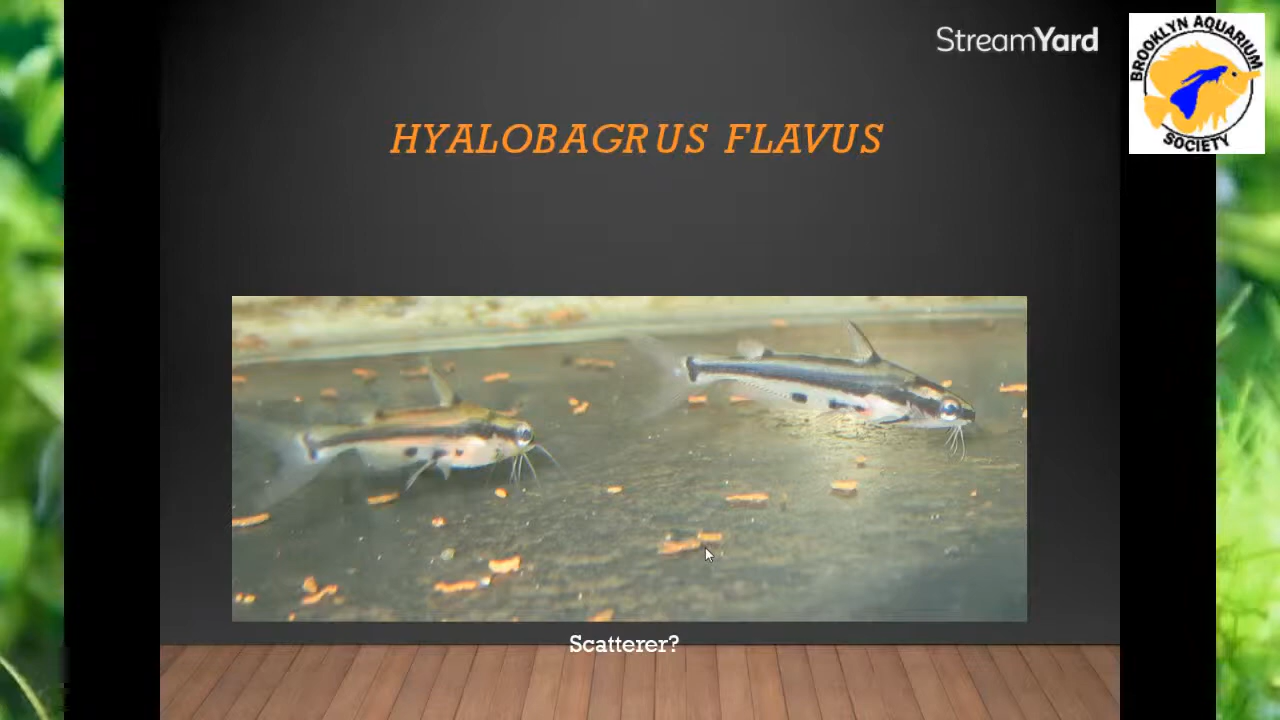 StreamYard
BROOKLYN AQUARIUM
SOCIETY
HYALOBAGRUS FLAVUS
Scatterer?